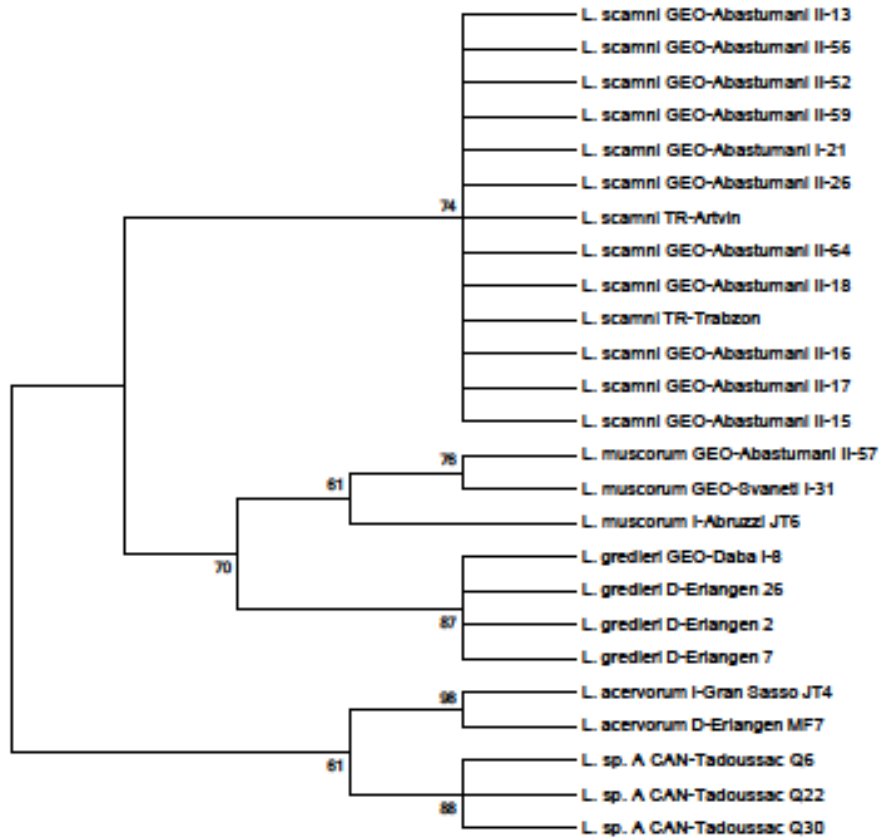 L. scamni GEO-Abastumani II-13
L. scamni GEO-Abastumani II-56
L. scamni GEO-Abastumani II-52
L. scamni GEO-Abastumani II-59
L. scamni GEO-Abastumani I-21
L. scamni GEO-Abastumani II-26
74
L. scamni TR-Artvin
L. scamni GEO-Abastumani II-64
L. scamni GEO-Abastumani II-18
L. scamni TR-Trabzon
L. scamni GEO-Abastumani II-16
L. scamni GEO-Abastumani II-17
L. scamni GEO-Abastumani II-15
76
L. muscorum GEO-Abastumani II-57
61
L. muscorum GEO-Svaneti I-31
L. muscorum I-Abruzzi JT6
70
L. gredleri GEO-Daba I-8
L. gredleri D-Erlangen 26
87
L. gredleri D-Erlangen 2
L. gredleri D-Erlangen 7
98
L. acervorum I-Gran Sasso JT4
L. acervorum D-Erlangen MF7
61
L. sp. A CAN-Tadoussac Q6
88
L. sp. A CAN-Tadoussac Q22
L. sp. A CAN-Tadoussac Q30